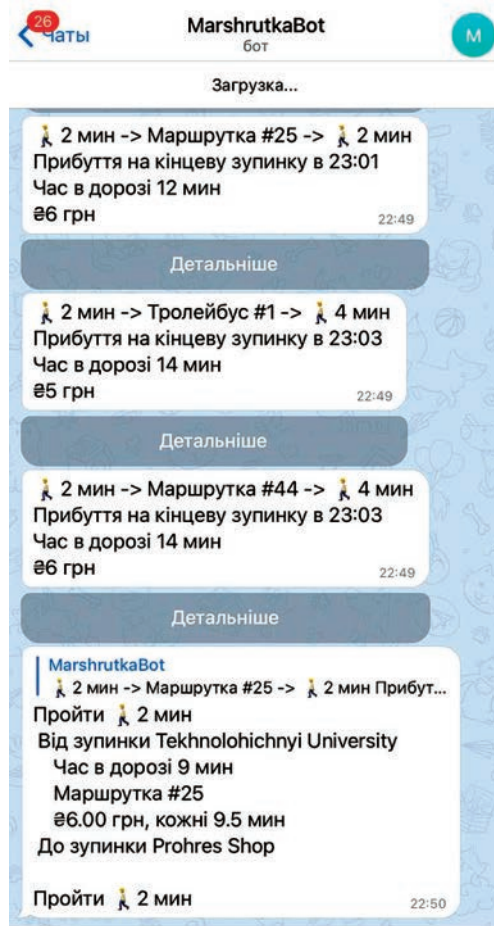 26
Чаты
MarshrutkaBot
бот
M
Загрузка...
2 мин -> Маршрутка #25 -> 2 мин
Прибуття на кінцеву зупинку в 23:01
Час в дорозі 12 мин
₴6 грн
22:49
Детальніше
2 мин -> Тролейбус #1 -> 4 мин
Прибуття на кінцеву зупинку в 23:03
Час в дорозі 14 мин
₴5 грн
22:49
Детальніше
2 мин -> Маршрутка #44 -> 4 мин
Прибуття на кінцеву зупинку в 23:03
Час в дорозі 14 мин
₴6 грн
22:49
Детальніше
MarshrutkaBot
2 мин -> Маршрутка #25 -> 2 мин Прибут...
Пройти 2 мин
Від зупинки Tekhnolohichnyi University
Час в дорозі 9 мин
Маршрутка #25
₴6.00 грн, кожні 9.5 мин
До зупинки Prohres Shop
Пройти 2 мин
22:50